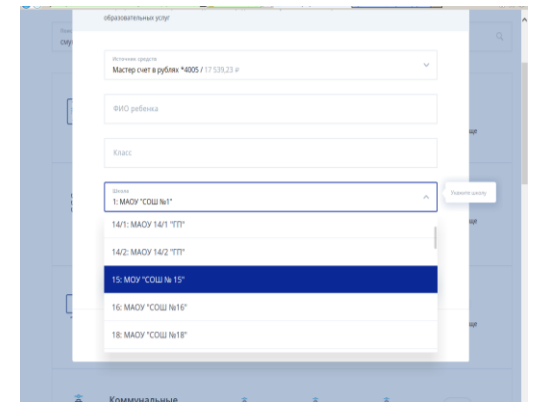 образовательных услуг
Источник средств
Мастер счет в рублях *4005 / 17 539,23 ₽
ФИО ребенка
Класс
Школа
1: МАОУ "СОШ №1"
Укажите школу
14/1: МАОУ 14/1 "ГП"
14/2: МАОУ 14/2 "ГП"
15: МОУ "СОШ № 15"
16: МАОУ "СОШ №16"
18: МАОУ "СОШ №18"
Коммунальные